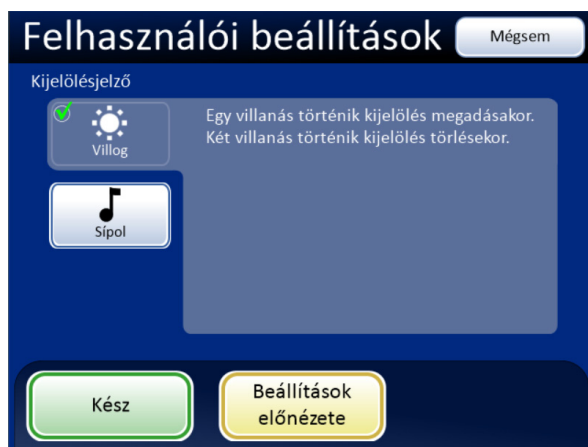 Felhasználói beállítások
Mégsem
Kijelölésjelző
Villog
Egy villanás történik kijelölés megadásakor.
Két villanás történik kijelölés törlésekor.
Sípol
Kész
Beállítások
előnézete